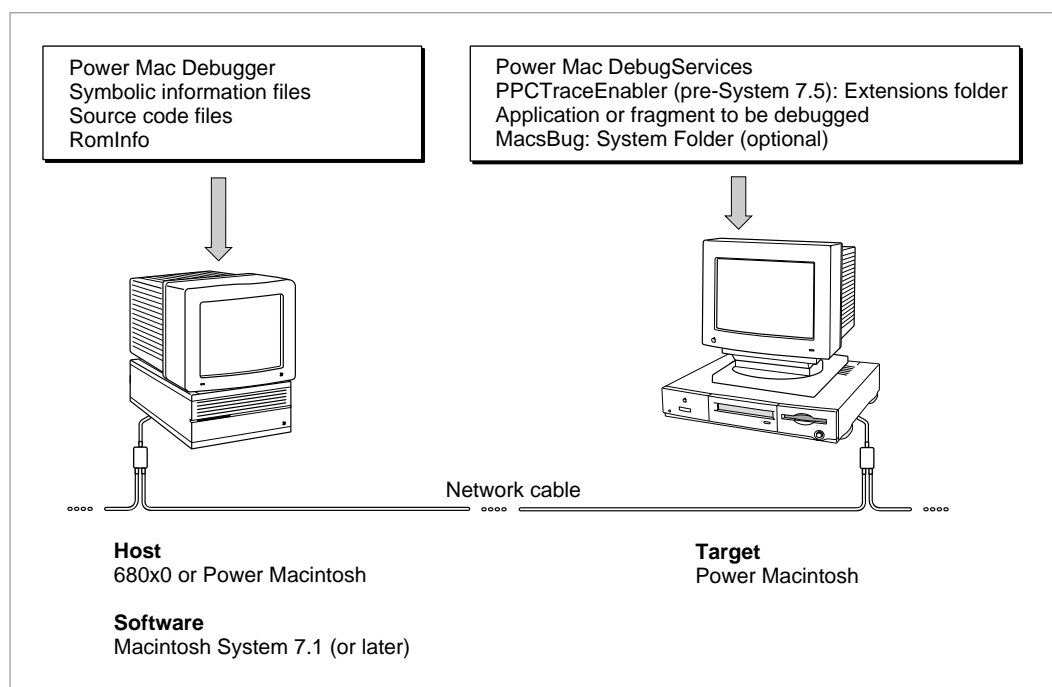 Power Mac Debugger
Symbolic information files
Source code files
RomInfo
Power Mac DebugServices
PPCTraceEnabler (pre-System 7.5): Extensions folder
Application or fragment to be debugged
MacsBug: System Folder (optional)
Network cable
Host
680x0 or Power Macintosh
Target
Power Macintosh
Software
Macintosh System 7.1 (or later)